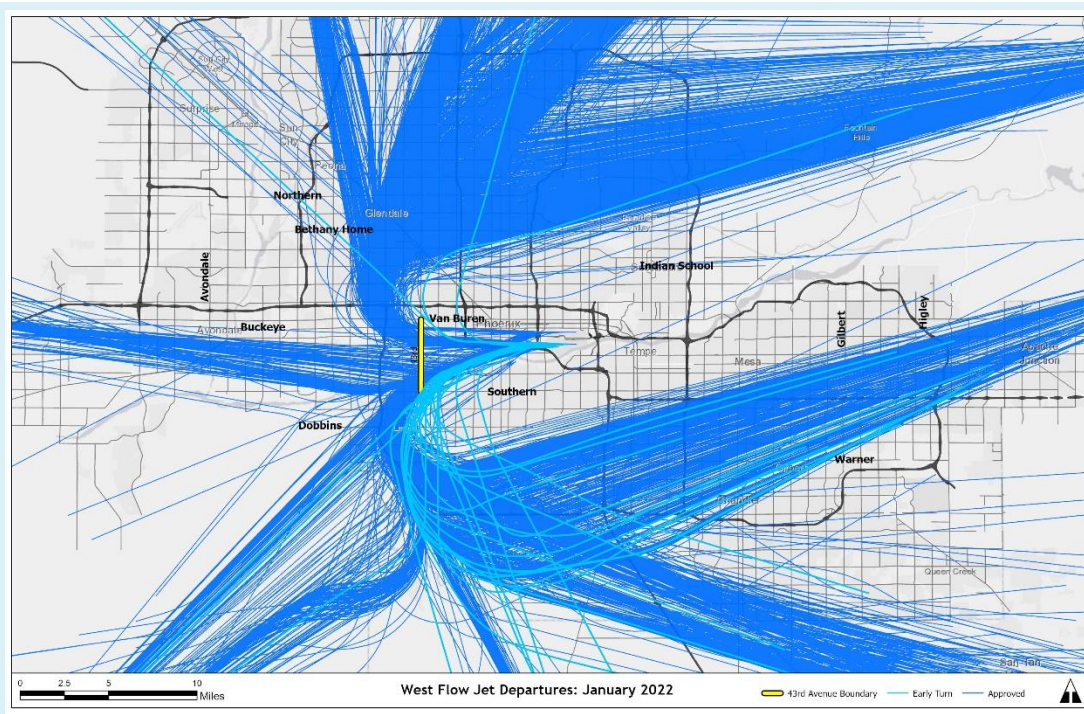 Surprise
Sun
City
Peoria
Northern
Glendale
Bethany Home
Fountain
Hills
Indian School
Avondale
Higley
Gilbert
Van Buren
Phoenix
Buckeye
Avondale
Tempe
Mesa
Apache
Junction
Southern
Dobbins
Warner
Gilbert
Chandler
Queen Creek
San Tan
0 2.5 5 10
Miles
West Flow Jet Departures: January 2022
43rd Avenue Boundary
Early Turn
Approved